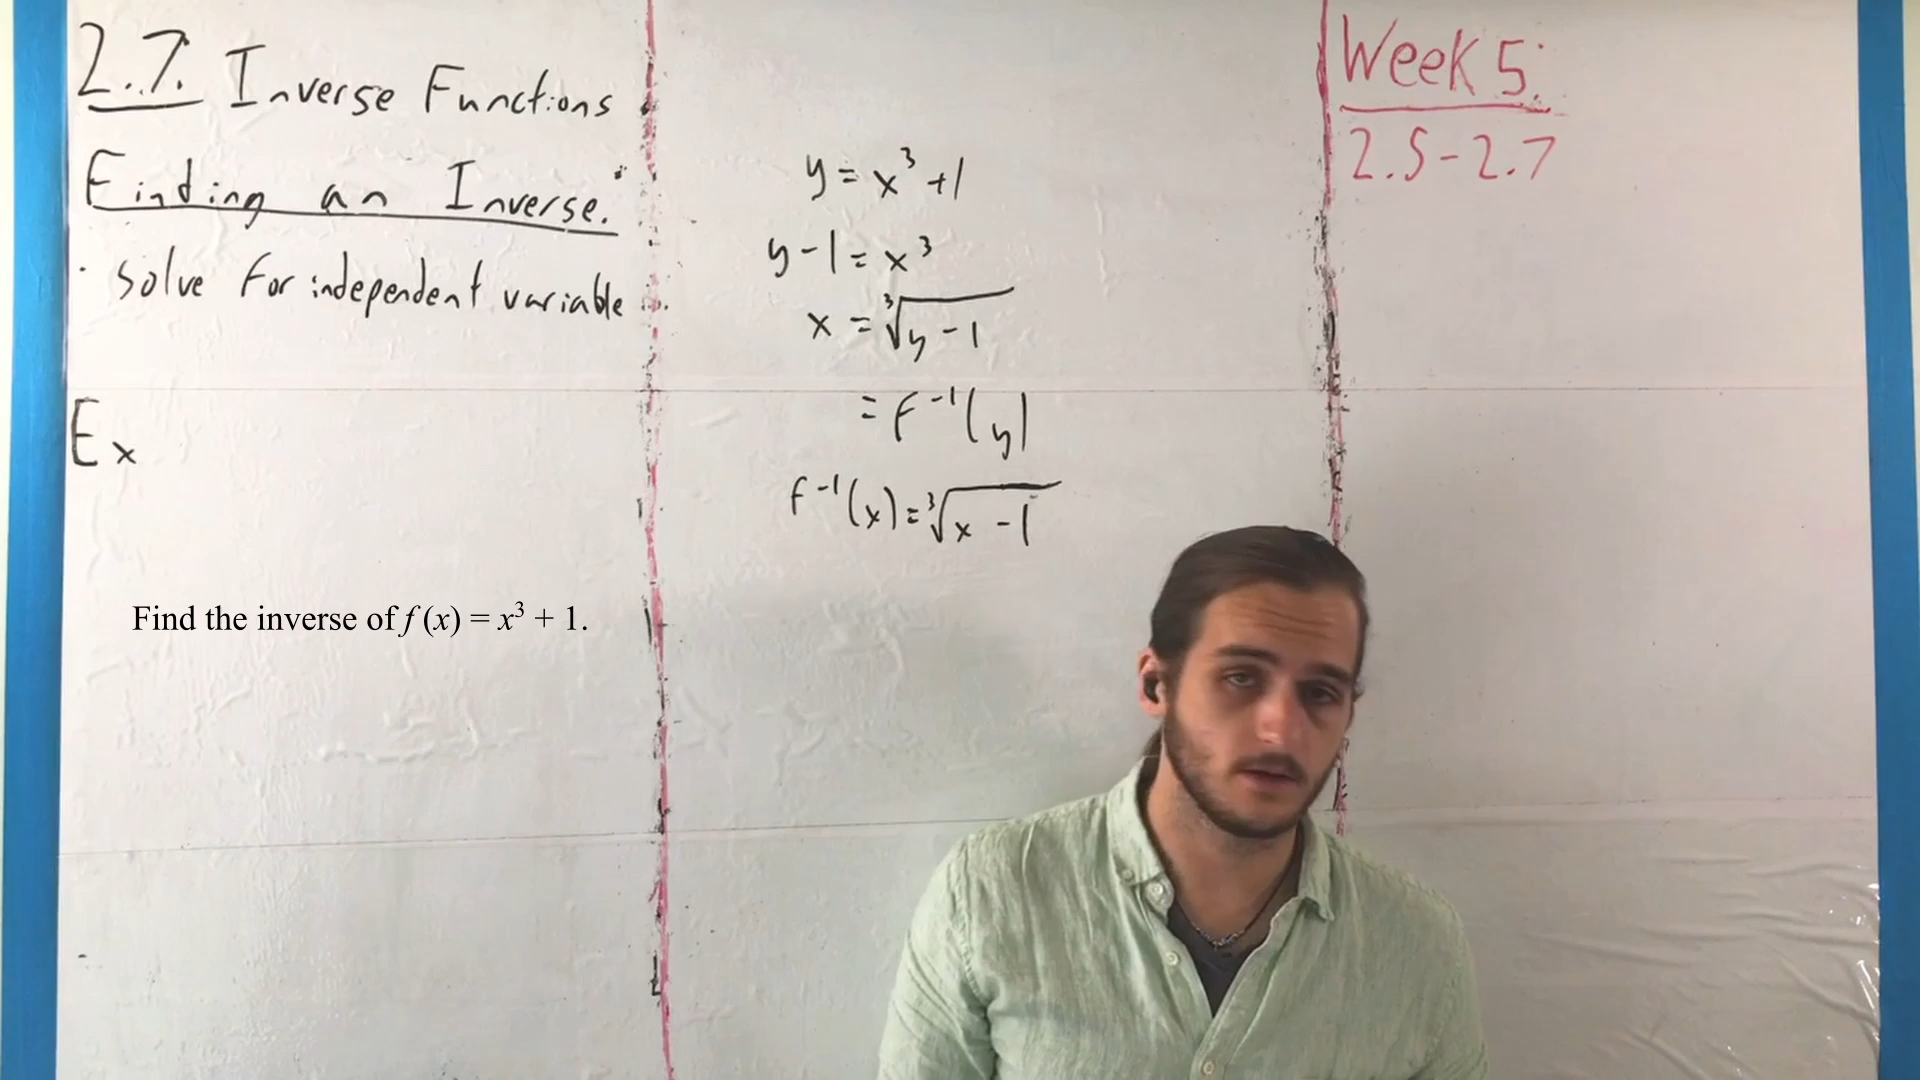 2.7. Inverse Functions
Finding an Inverse.
· Solve for independent variable
Ex
Find the inverse of f (x) = x³ + 1.
y = x³ + 1
y - 1 = x³
x = ∛(y - 1)
= f⁻¹(y)
f⁻¹(x) = ∛(x - 1)
Week 5:
2.5-2.7